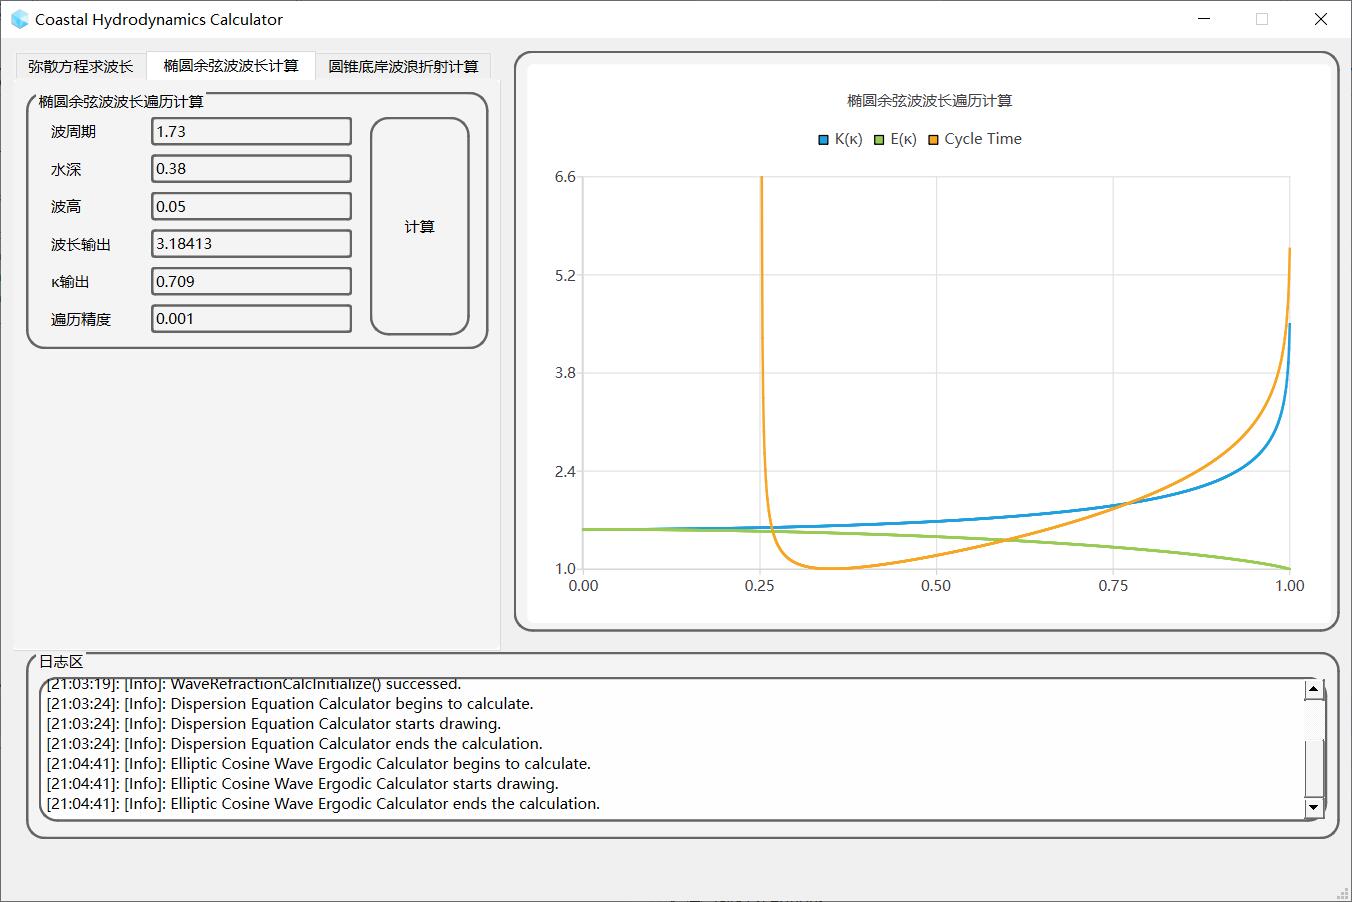 Coastal Hydrodynamics Calculator
弥散方程求波长 椭圆余弦波波长计算 圆锥底岸波浪折射计算
椭圆余弦波波长遍历计算
波周期 1.73
水深 0.38
波高 0.05
波长输出 3.18413
κ输出 0.709
遍历精度 0.001
计算
椭圆余弦波波长遍历计算
K(κ) E(κ) Cycle Time
6.6
5.2
3.8
2.4
1.0
0.00 0.25 0.50 0.75 1.00
日志区
[21:03:19]: [Info]: WaveRefractionCalcInitialize() successed.
[21:03:24]: [Info]: Dispersion Equation Calculator begins to calculate.
[21:03:24]: [Info]: Dispersion Equation Calculator starts drawing.
[21:03:24]: [Info]: Dispersion Equation Calculator ends the calculation.
[21:04:41]: [Info]: Elliptic Cosine Wave Ergodic Calculator begins to calculate.
[21:04:41]: [Info]: Elliptic Cosine Wave Ergodic Calculator starts drawing.
[21:04:41]: [Info]: Elliptic Cosine Wave Ergodic Calculator ends the calculation.